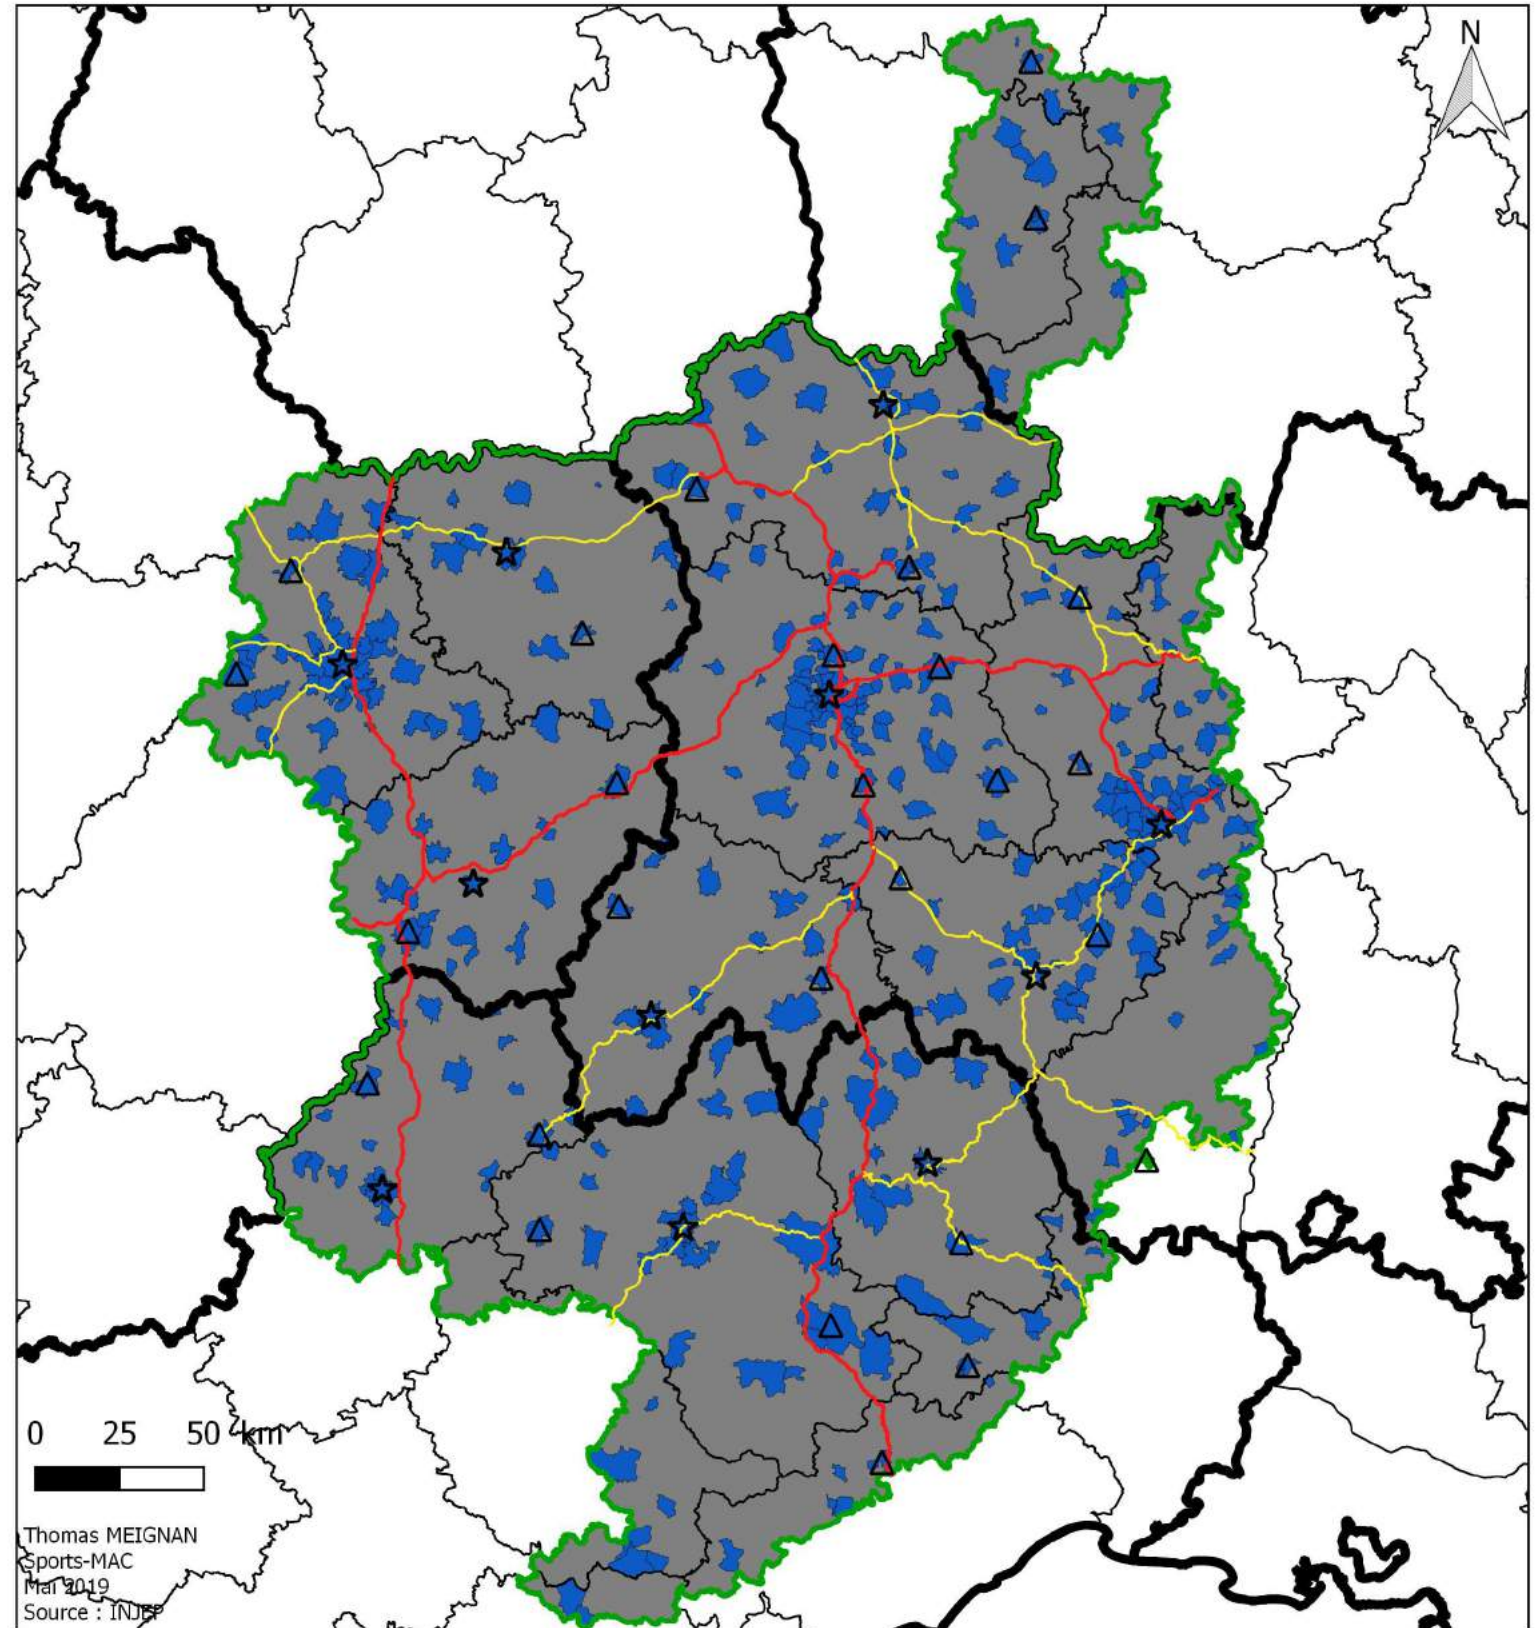 N
0 25 50 km
Thomas MEIGNAN
Sports-MAC
Mai 2019
Source : INJEP